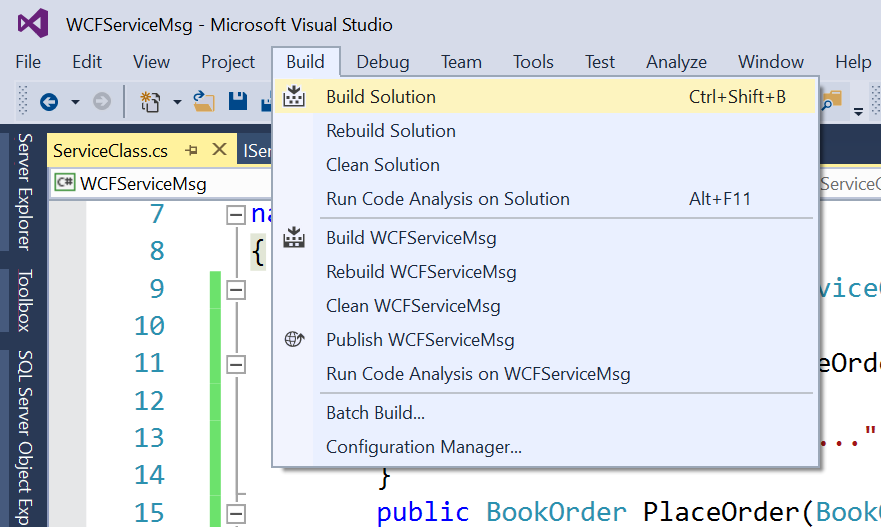 WCFServiceMsg - Microsoft Visual Studio
File Edit View Project Build Debug Team Tools Test Analyze Window Help
Build Solution Ctrl+Shift+B
Rebuild Solution
Clean Solution
Run Code Analysis on Solution Alt+F11
Build WCFServiceMsg
Rebuild WCFServiceMsg
Clean WCFServiceMsg
Publish WCFServiceMsg
Run Code Analysis on WCFServiceMsg
Batch Build...
Configuration Manager...
Server Explorer
Toolbox
SQL Server Object Exp
ServiceClass.cs ISer
C# WCFServiceMsg ServiceC
7 na
8 {
9 viceC
10
11 eOrde
12
13 ..."
14 }
15 public BookOrder PlaceOrder(BookO